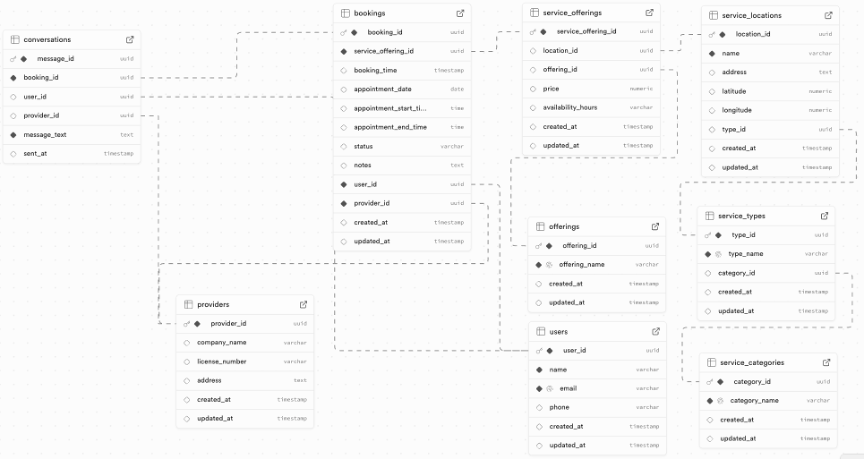 conversations
message_id uuid
booking_id uuid
user_id uuid
provider_id uuid
message_text text
sent_at timestamp
bookings
booking_id uuid
service_offering_id uuid
booking_time timestamp
appointment_date date
appointment_start_ti... time
appointment_end_time time
status varchar
notes text
user_id uuid
provider_id uuid
created_at timestamp
updated_at timestamp
service_offerings
service_offering_id uuid
location_id uuid
offering_id uuid
price numeric
availability_hours varchar
created_at timestamp
updated_at timestamp
service_locations
location_id uuid
name varchar
address text
latitude numeric
longitude numeric
type_id uuid
created_at timestamp
updated_at timestamp
offerings
offering_id uuid
offering_name varchar
created_at timestamp
updated_at timestamp
service_types
type_id uuid
type_name varchar
category_id uuid
created_at timestamp
updated_at timestamp
providers
provider_id uuid
company_name varchar
license_number varchar
address text
created_at timestamp
updated_at timestamp
users
user_id uuid
name varchar
email varchar
phone varchar
created_at timestamp
updated_at timestamp
service_categories
category_id uuid
category_name varchar
created_at timestamp
updated_at timestamp